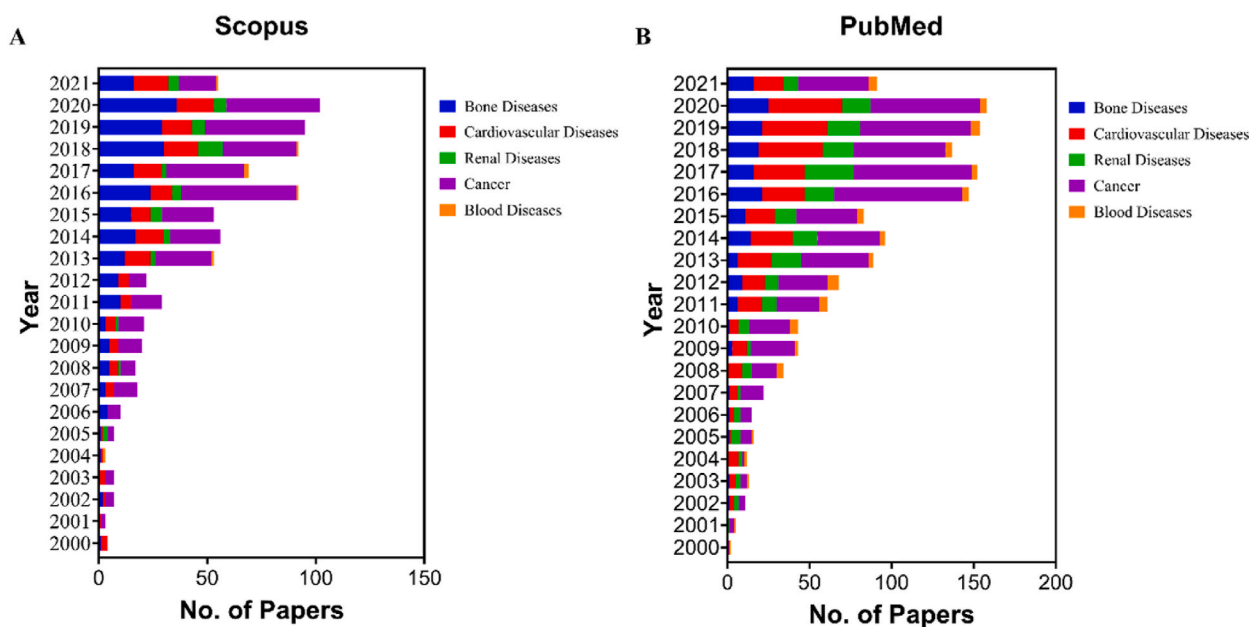 A
Scopus
2021
2020
2019
2018
2017
2016
2015
2014
2013
2012
2011
2010
2009
2008
2007
2006
2005
2004
2003
2002
2001
2000
Year
0
50
100
150
No. of Papers
Bone Diseases
Cardiovascular Diseases
Renal Diseases
Cancer
Blood Diseases
B
PubMed
2021
2020
2019
2018
2017
2016
2015
2014
2013
2012
2011
2010
2009
2008
2007
2006
2005
2004
2003
2002
2001
2000
Year
0
50
100
150
200
No. of Papers
Bone Diseases
Cardiovascular Diseases
Renal Diseases
Cancer
Blood Diseases